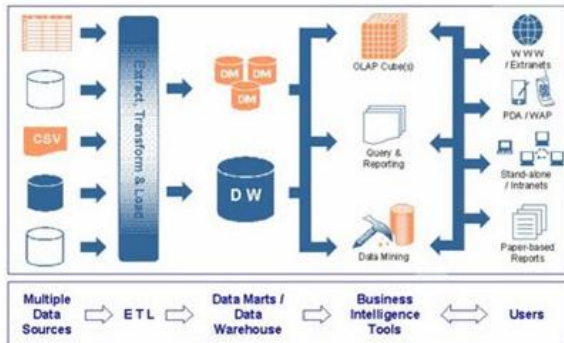 CSV
Extract, Transform & Load
DM
DM
DM
DW
OLAP Cube(s)
Query &
Reporting
Data Mining
WWW
/ Extranets
PDA / WAP
Stand-alone
/ Intranets
Paper-based
Reports
Multiple
Data
Sources
ETL
Data Marts /
Data
Warehouse
Business
Intelligence
Tools
Users